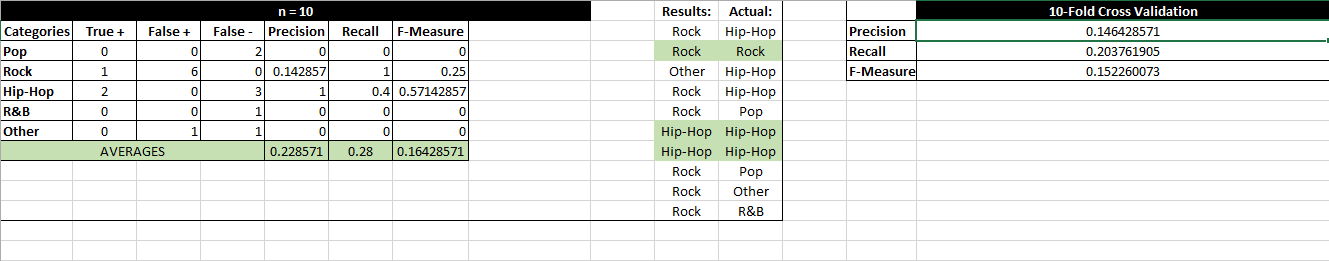 n = 10 Results: Actual: 10-Fold Cross Validation
Categories True + False + False - Precision Recall F-Measure Rock Hip-Hop Precision 0.146428571
Pop 0 0 2 0 0 0 Rock Rock Recall 0.203761905
Rock 1 6 0 0.142857 1 0.25 Other Hip-Hop F-Measure 0.152260073
Hip-Hop 2 0 3 1 0.4 0.57142857 Rock Hip-Hop
R&B 0 0 1 0 0 0 Rock Pop
Other 0 1 1 0 0 0 Hip-Hop Hip-Hop
AVERAGES 0.228571 0.28 0.16428571 Hip-Hop Hip-Hop
Rock Pop
Rock Other
Rock R&B